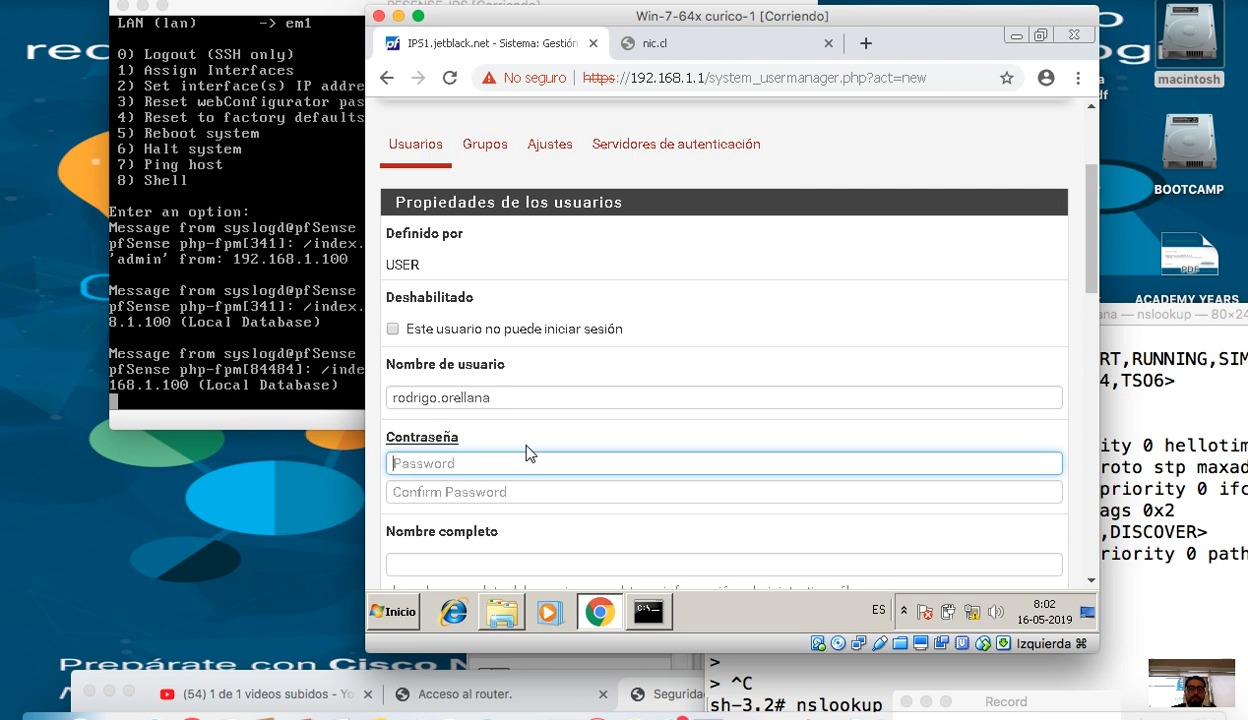 LAN (lan)      -> em1
0) Logout (SSH only)
1) Assign Interfaces
2) Set interface(s) IP addre
3) Reset webConfigurator pas
4) Reset to factory defaults
5) Reboot system
6) Halt system
7) Ping host
8) Shell
Enter an option:
Message from syslogd@pfSense
pfSense php-fpm[341]: /index.
'admin' from: 192.168.1.100
Message from syslogd@pfSense
pfSense php-fpm[341]: /index.
8.1.100 (Local Database)
Message from syslogd@pfSense
pfSense php-fpm[84484]: /inde
168.1.100 (Local Database)
Win-7-64x curico-1 [Corriendo]
IPS1.jetblack.net - Sistema: Gestión
nic.cl
No seguro
https://192.168.1.1/system_usermanager.php?act=new
Usuarios
Grupos
Ajustes
Servidores de autenticación
Propiedades de los usuarios
Definido por
USER
Deshabilitado
Este usuario no puede iniciar sesión
Nombre de usuario
rodrigo.orellana
Contraseña
Password
Confirm Password
Nombre completo
Inicio
ES
8:02
16-05-2019
Izquierda ⌘
macintosh
BOOTCAMP
PDF
ACADEMY YEARS
nslookup — 80×24
RT,RUNNING,SIM
4,TSO6>
ity 0 hellotim
roto stp maxad
priority 0 ifc
ags 0x2
,DISCOVER>
riority 0 path
>
> ^C
sh-3.2# nslookup
Prepárate con Cisco N
(54) 1 de 1 videos subidos - Yo
Acceso al router.
Segurida
Record